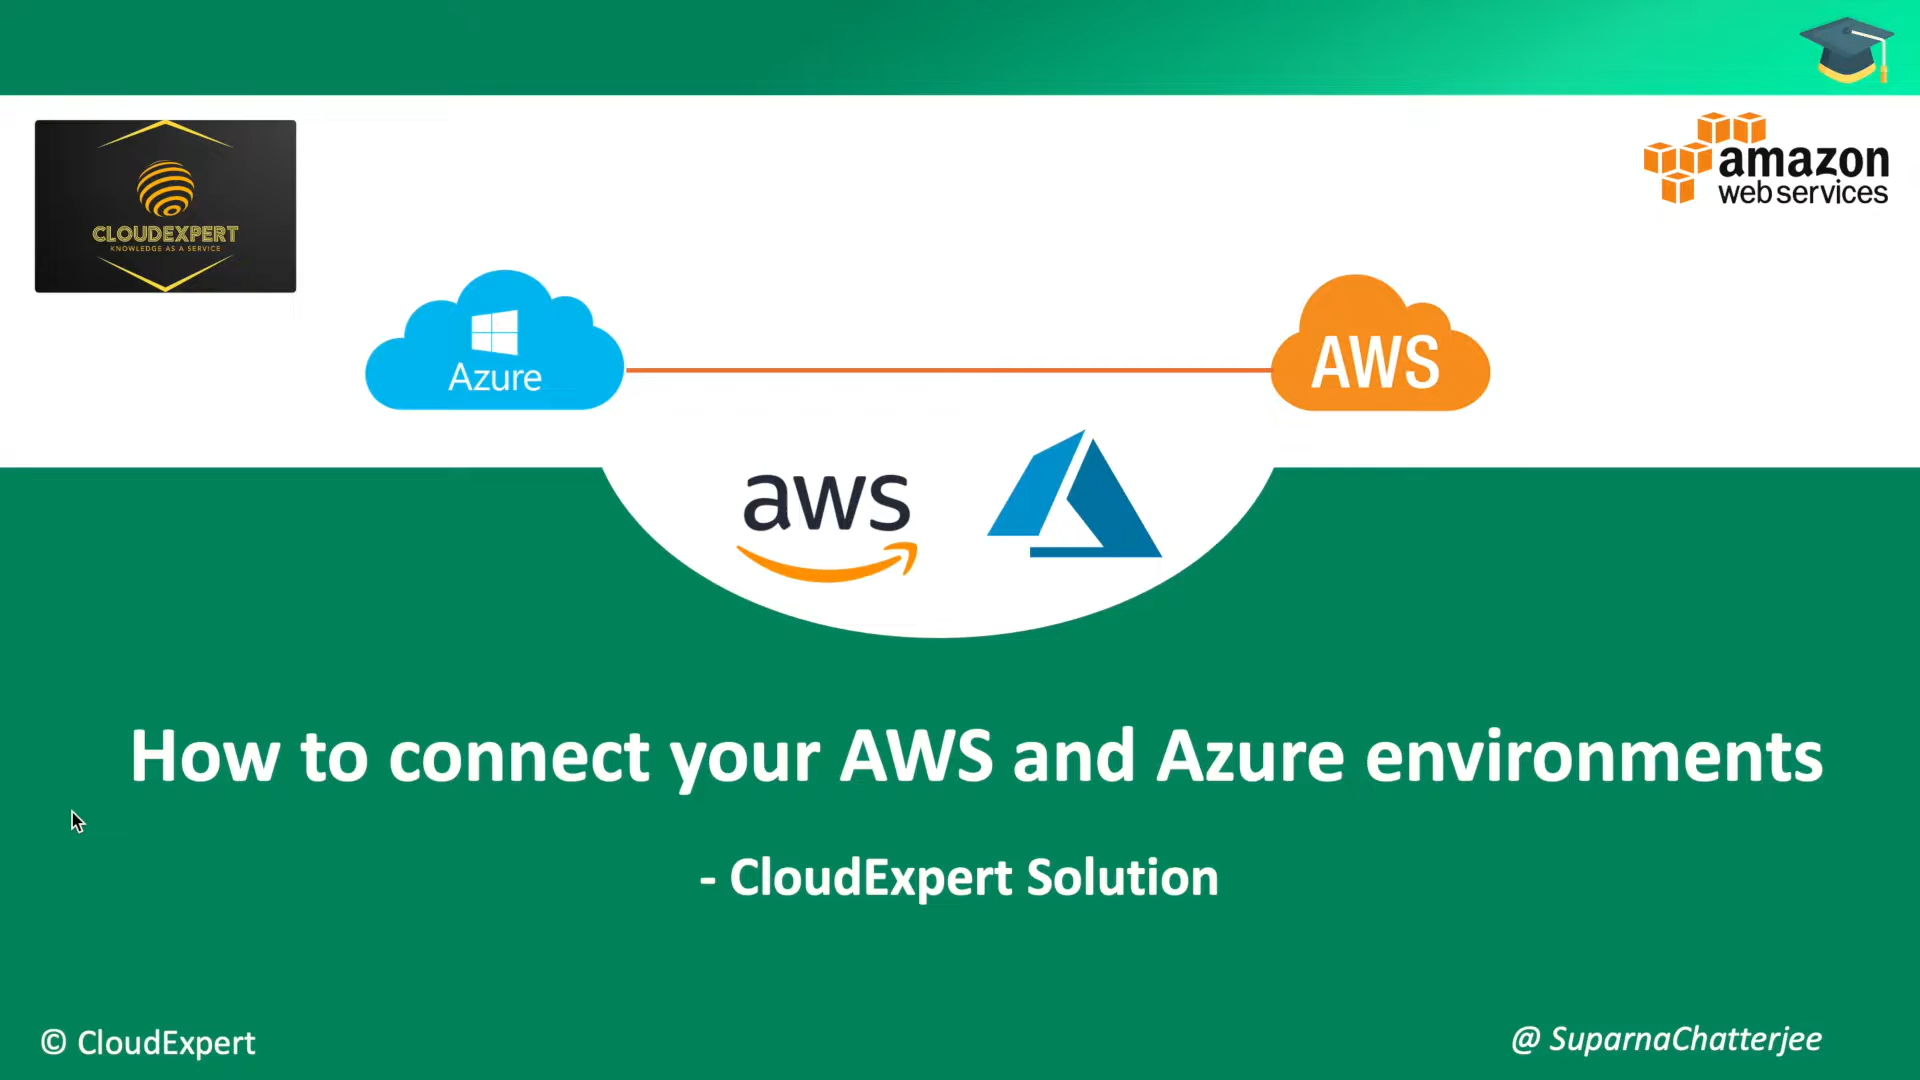 CLOUDEXPERT
KNOWLEDGE AS A SERVICE
amazon
web services
Azure
AWS
aws
How to connect your AWS and Azure environments
- CloudExpert Solution
© CloudExpert
@ SuparnaChatterjee